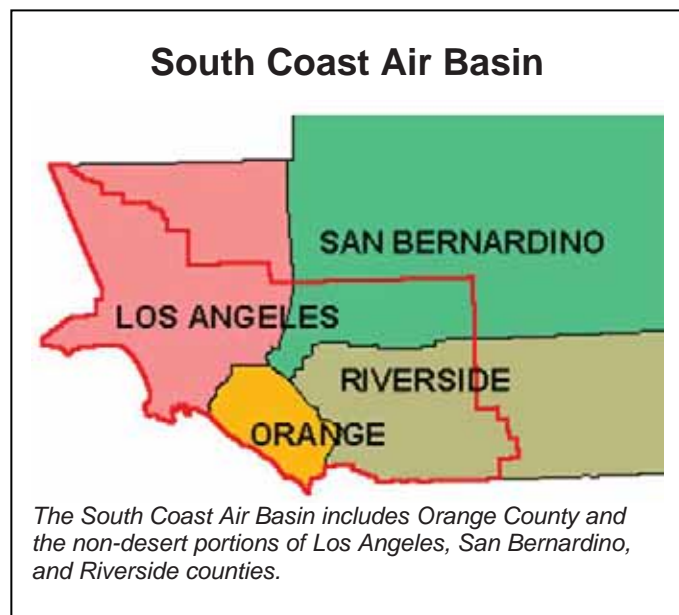 South Coast Air Basin
SAN BERNARDINO
LOS ANGELES
RIVERSIDE
ORANGE
The South Coast Air Basin includes Orange County and
the non-desert portions of Los Angeles, San Bernardino,
and Riverside counties.